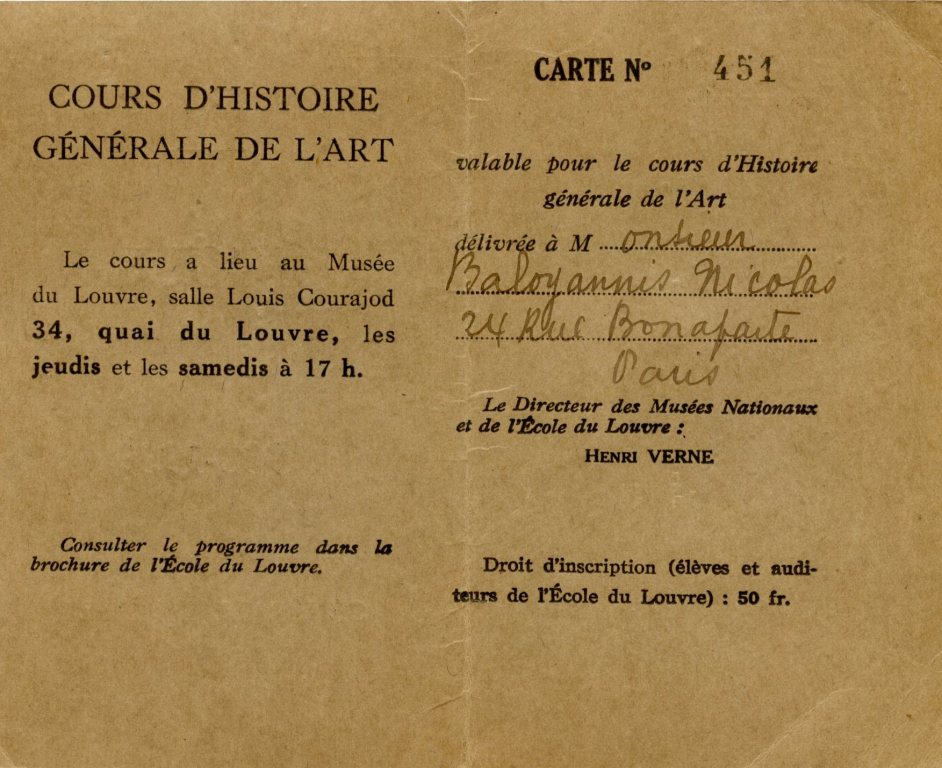 COURS D'HISTOIRE
GÉNÉRALE DE L'ART
Le cours a lieu au Musée
du Louvre, salle Louis Courajod
34, quai du Louvre, les
jeudis et les samedis à 17 h.
Consulter le programme dans la
brochure de l'École du Louvre.
CARTE Nº 451
valable pour le cours d'Histoire
générale de l'Art
délivrée à M onsieur
Baloyannis Nicolas
24 Rue Bonaparte
Paris
Le Directeur des Musées Nationaux
et de l'École du Louvre :
HENRI VERNE
Droit d'inscription (élèves et audi-
teurs de l'École du Louvre) : 50 fr.